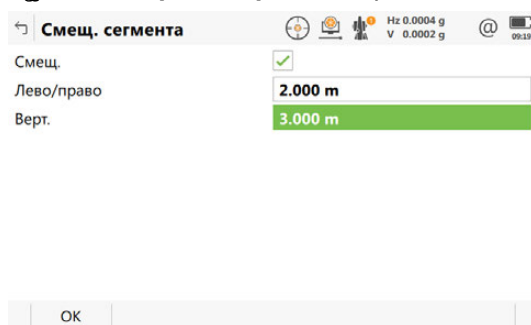 Смещ. сегмента
Hz 0.0004 g
V 0.0002 g
@
09:19
Смещ.
Лево/право 2.000 m
Верт. 3.000 m
OK